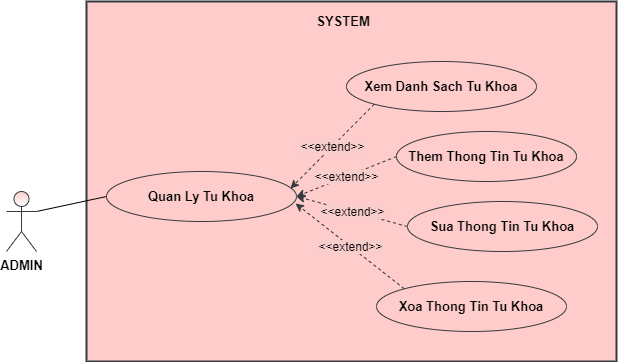 SYSTEM
Xem Danh Sach Tu Khoa
<<extend>>
Them Thong Tin Tu Khoa
<<extend>>
Quan Ly Tu Khoa
<<extend>>
Sua Thong Tin Tu Khoa
<<extend>>
ADMIN
Xoa Thong Tin Tu Khoa